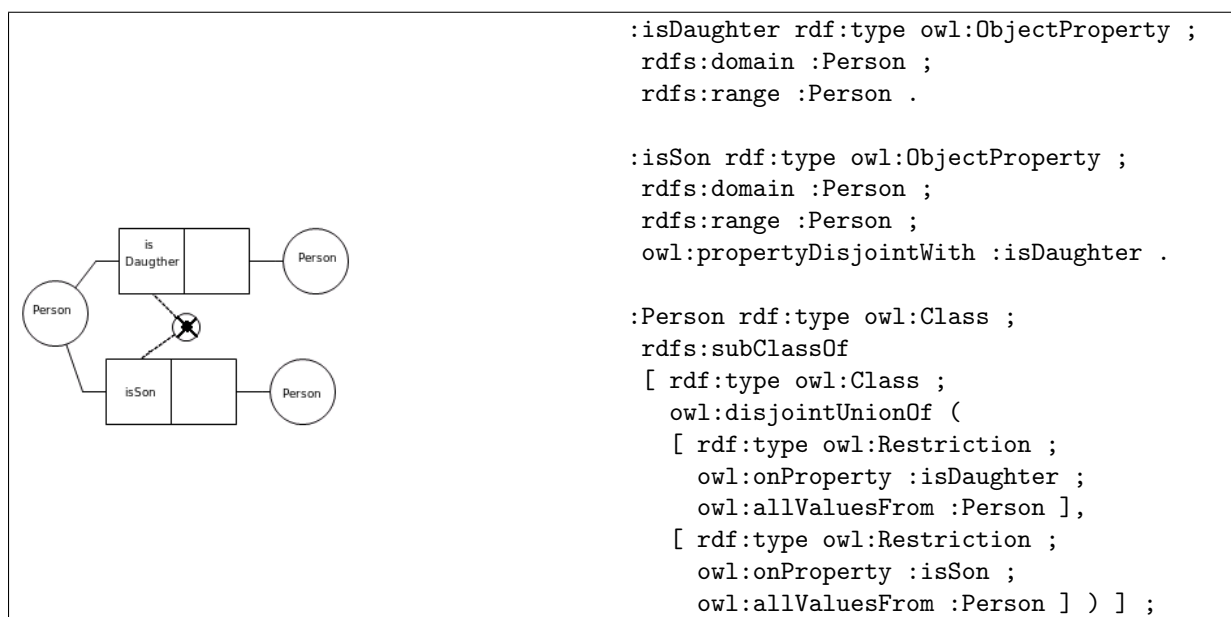 is
Daugther
Person
Person
isSon
Person
:isDaughter rdf:type owl:ObjectProperty ;
rdfs:domain :Person ;
rdfs:range :Person .
:isSon rdf:type owl:ObjectProperty ;
rdfs:domain :Person ;
rdfs:range :Person ;
owl:propertyDisjointWith :isDaughter .
:Person rdf:type owl:Class ;
rdfs:subClassOf
[ rdf:type owl:Class ;
owl:disjointUnionOf (
[ rdf:type owl:Restriction ;
owl:onProperty :isDaughter ;
owl:allValuesFrom :Person ],
[ rdf:type owl:Restriction ;
owl:onProperty :isSon ;
owl:allValuesFrom :Person ] ) ] ;